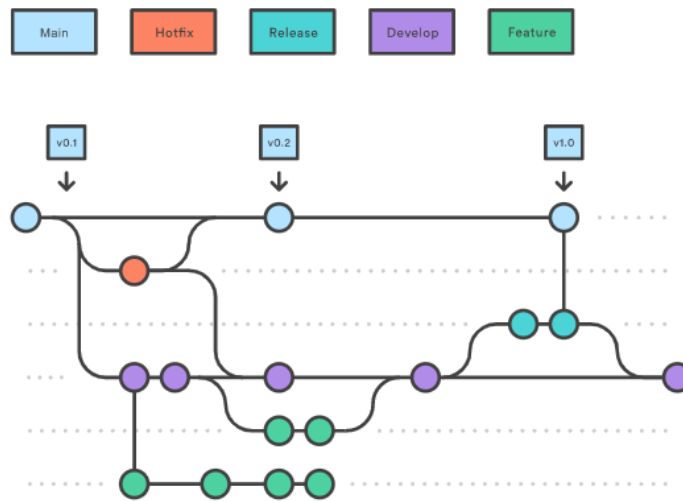 Main
Hotfix
Release
Develop
Feature
v0.1
v0.2
v1.0